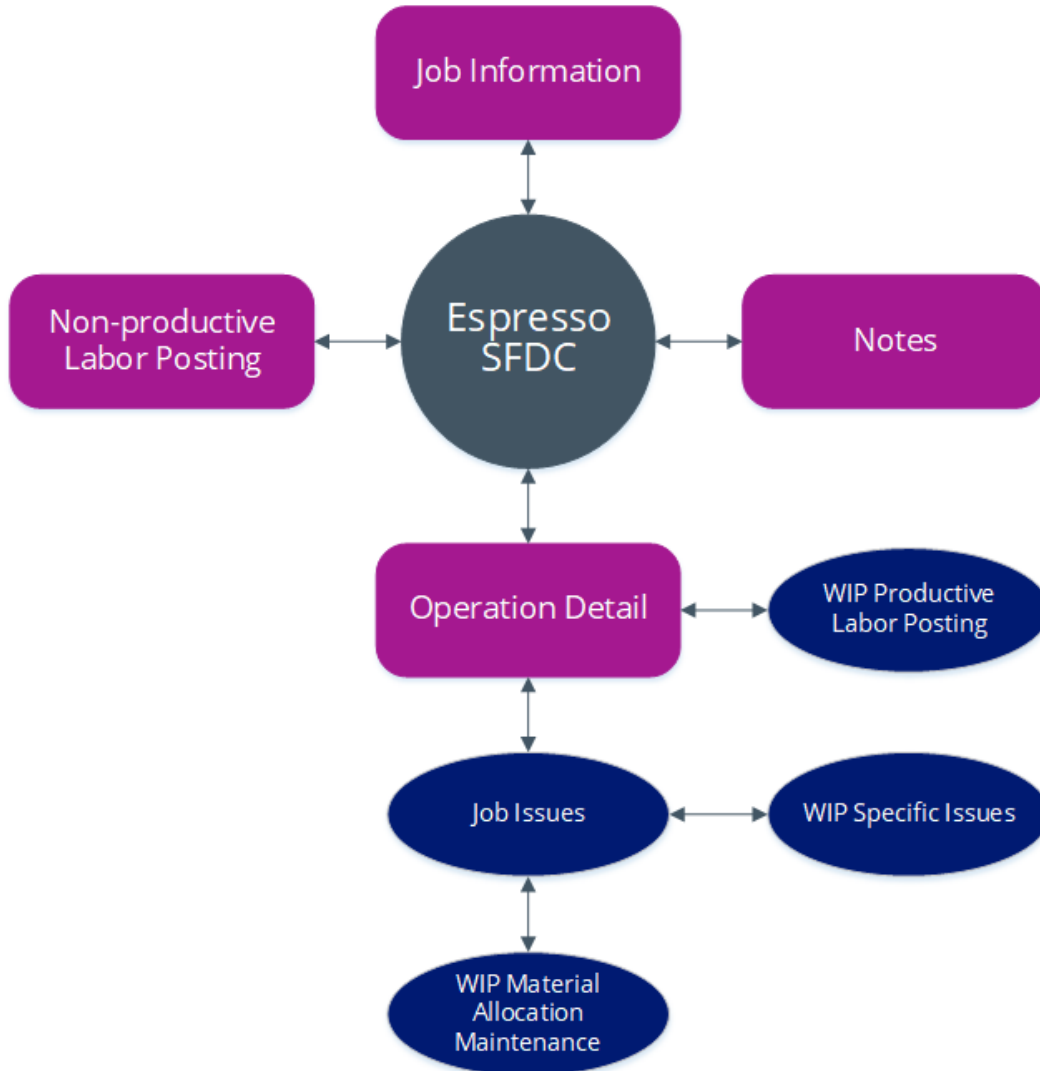 Job Information
Non-productive
Labor Posting
Espresso
SFDC
Notes
Operation Detail
WIP Productive
Labor Posting
Job Issues
WIP Specific Issues
WIP Material
Allocation
Maintenance